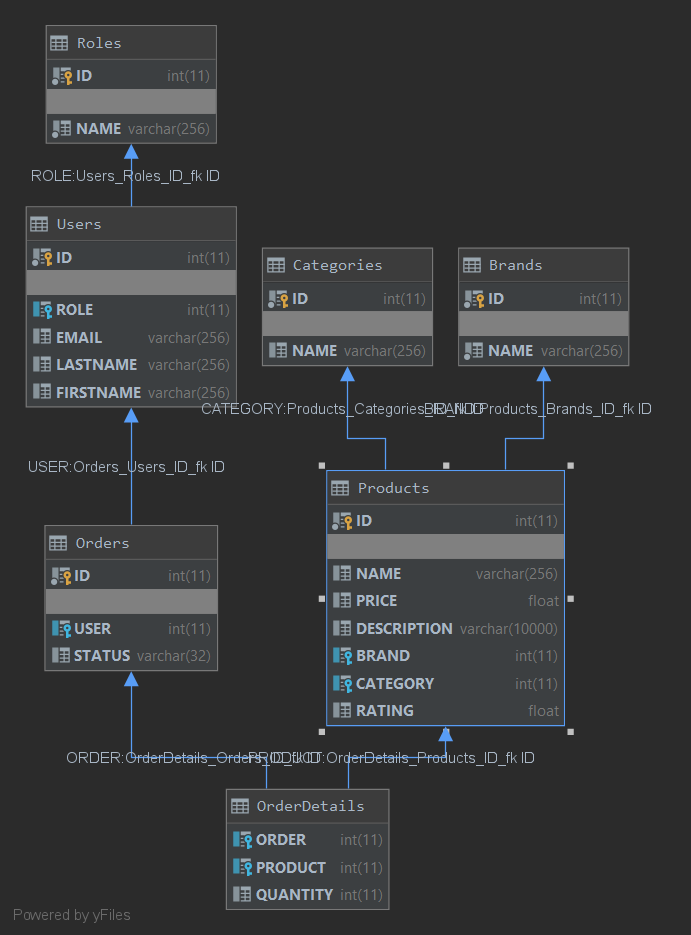 Roles
ID int(11)
NAME varchar(256)
ROLE:Users_Roles_ID_fk ID
Users
ID int(11)
ROLE int(11)
EMAIL varchar(256)
LASTNAME varchar(256)
FIRSTNAME varchar(256)
Categories
ID int(11)
NAME varchar(256)
Brands
ID int(11)
NAME varchar(256)
CATEGORY:Products_Categories_ID_fk ID
BRAND:Products_Brands_ID_fk ID
USER:Orders_Users_ID_fk ID
Products
ID int(11)
NAME varchar(256)
PRICE float
DESCRIPTION varchar(10000)
BRAND int(11)
CATEGORY int(11)
RATING float
Orders
ID int(11)
USER int(11)
STATUS varchar(32)
ORDER:OrderDetails_Orders_ID_fk ID
PRODUCT:OrderDetails_Products_ID_fk ID
OrderDetails
ORDER int(11)
PRODUCT int(11)
QUANTITY int(11)
Powered by yFiles